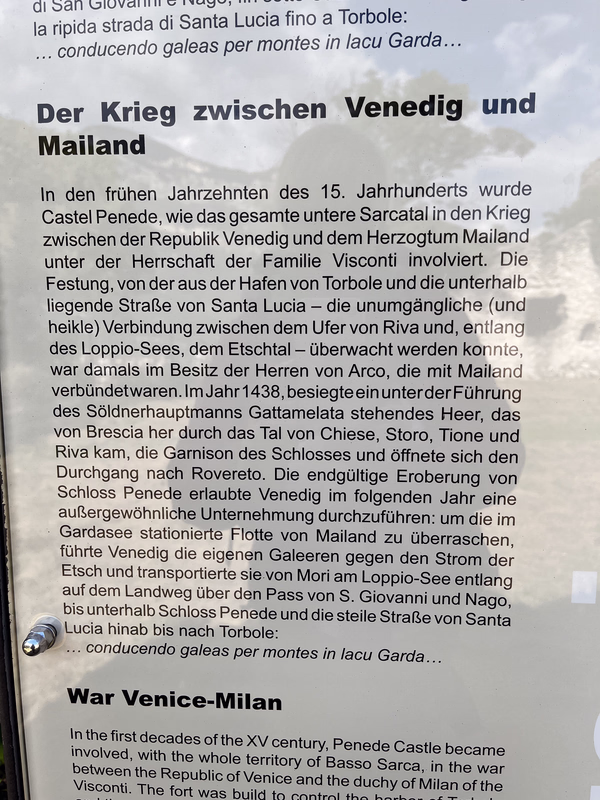 di San Giovanni e Nago, fin sotto
la ripida strada di Santa Lucia fino a Torbole:
… conducendo galeas per montes in lacu Garda…
Der Krieg zwischen Venedig und
Mailand
In den frühen Jahrzehnten des 15. Jahrhunderts wurde
Castel Penede, wie das gesamte untere Sarcatal in den Krieg
zwischen der Republik Venedig und dem Herzogtum Mailand
unter der Herrschaft der Familie Visconti involviert. Die
Festung, von der aus der Hafen von Torbole und die unterhalb
liegende Straße von Santa Lucia – die unumgängliche (und
heikle) Verbindung zwischen dem Ufer von Riva und, entlang
des Loppio-Sees, dem Etschtal – überwacht werden konnte,
war damals im Besitz der Herren von Arco, die mit Mailand
verbündet waren. Im Jahr 1438, besiegte ein unter der Führung
des Söldnerhauptmanns Gattamelata stehendes Heer, das
von Brescia her durch das Tal von Chiese, Storo, Tione und
Riva kam, die Garnison des Schlosses und öffnete sich den
Durchgang nach Rovereto. Die endgültige Eroberung von
Schloss Penede erlaubte Venedig im folgenden Jahr eine
außergewöhnliche Unternehmung durchzuführen: um die im
Gardasee stationierte Flotte von Mailand zu überraschen,
führte Venedig die eigenen Galeeren gegen den Strom der
Etsch und transportierte sie von Mori am Loppio-See entlang
auf dem Landweg über den Pass von S. Giovanni und Nago,
bis unterhalb Schloss Penede und die steile Straße von Santa
Lucia hinab bis nach Torbole:
… conducendo galeas per montes in lacu Garda…
War Venice-Milan
In the first decades of the XV century, Penede Castle became
involved, with the whole territory of Basso Sarca, in the war
between the Republic of Venice and the duchy of Milan of the
Visconti. The fort was build to control the harbor of